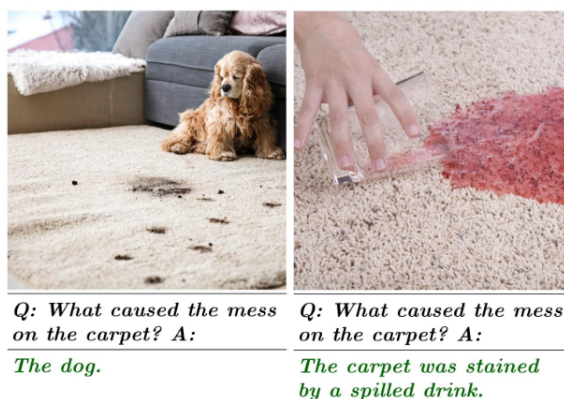 Q: What caused the mess
on the carpet? A:
The dog.
Q: What caused the mess
on the carpet? A:
The carpet was stained
by a spilled drink.